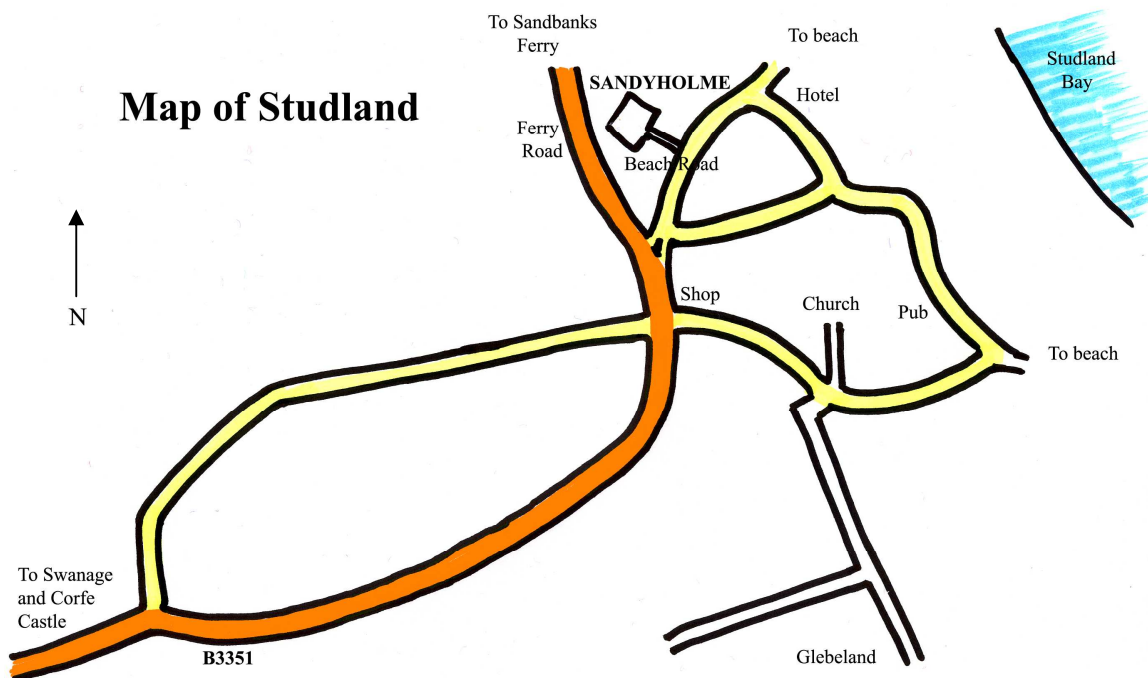 To Sandbanks
Ferry
To beach
Studland
Bay
SANDYHOLME
Hotel
Map of Studland
Ferry
Road
Beach Road
N
Shop
Church
Pub
To beach
To Swanage
and Corfe
Castle
B3351
Glebeland